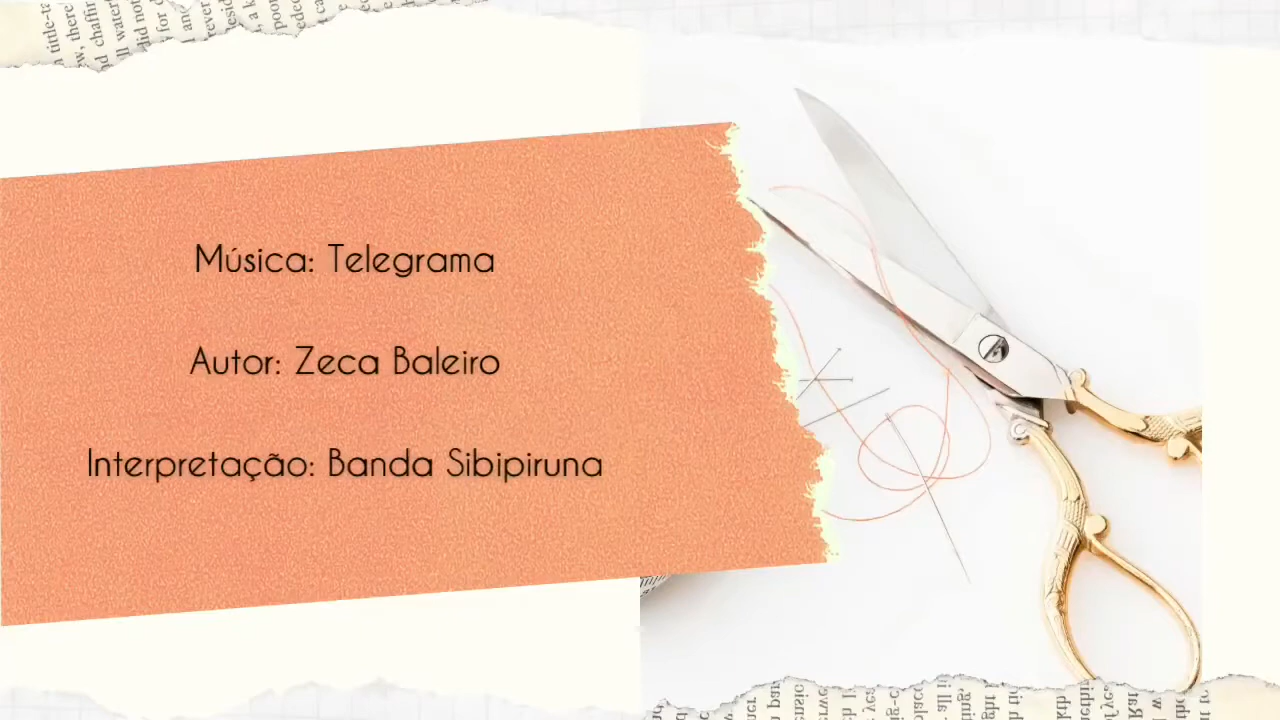 Música: Telegrama
Autor: Zeca Baleiro
Interpretação: Banda Sibipiruna